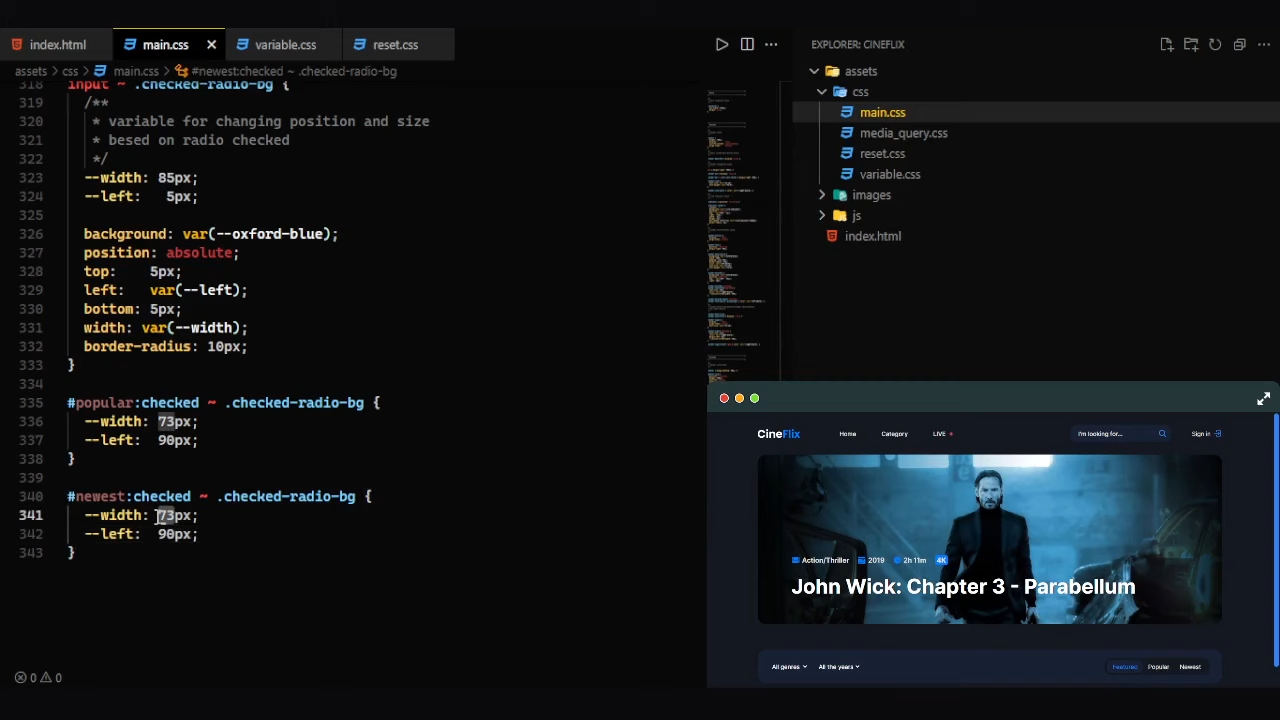 index.html
main.css
variable.css
reset.css
EXPLORER: CINEFLIX
assets > css > main.css > #newest:checked ~ .checked-radio-bg
318 input ~ .checked-radio-bg {
319 /**
320 * variable for changing position and size
321 * besed on radio checked
322 */
323 --width: 85px;
324 --left: 5px;
325
326 background: var(--oxford-blue);
327 position: absolute;
328 top: 5px;
329 left: var(--left);
330 bottom: 5px;
331 width: var(--width);
332 border-radius: 10px;
333 }
334
335 #popular:checked ~ .checked-radio-bg {
336 --width: 73px;
337 --left: 90px;
338 }
339
340 #newest:checked ~ .checked-radio-bg {
341 --width: 73px;
342 --left: 90px;
343 }
0 0
assets
css
main.css
media_query.css
reset.css
variable.css
images
js
index.html
CineFlix Home Category LIVE I'm looking for... Sign in
Action/Thriller 2019 2h 11m 4K
John Wick: Chapter 3 - Parabellum
All genres All the years Featured Popular Newest